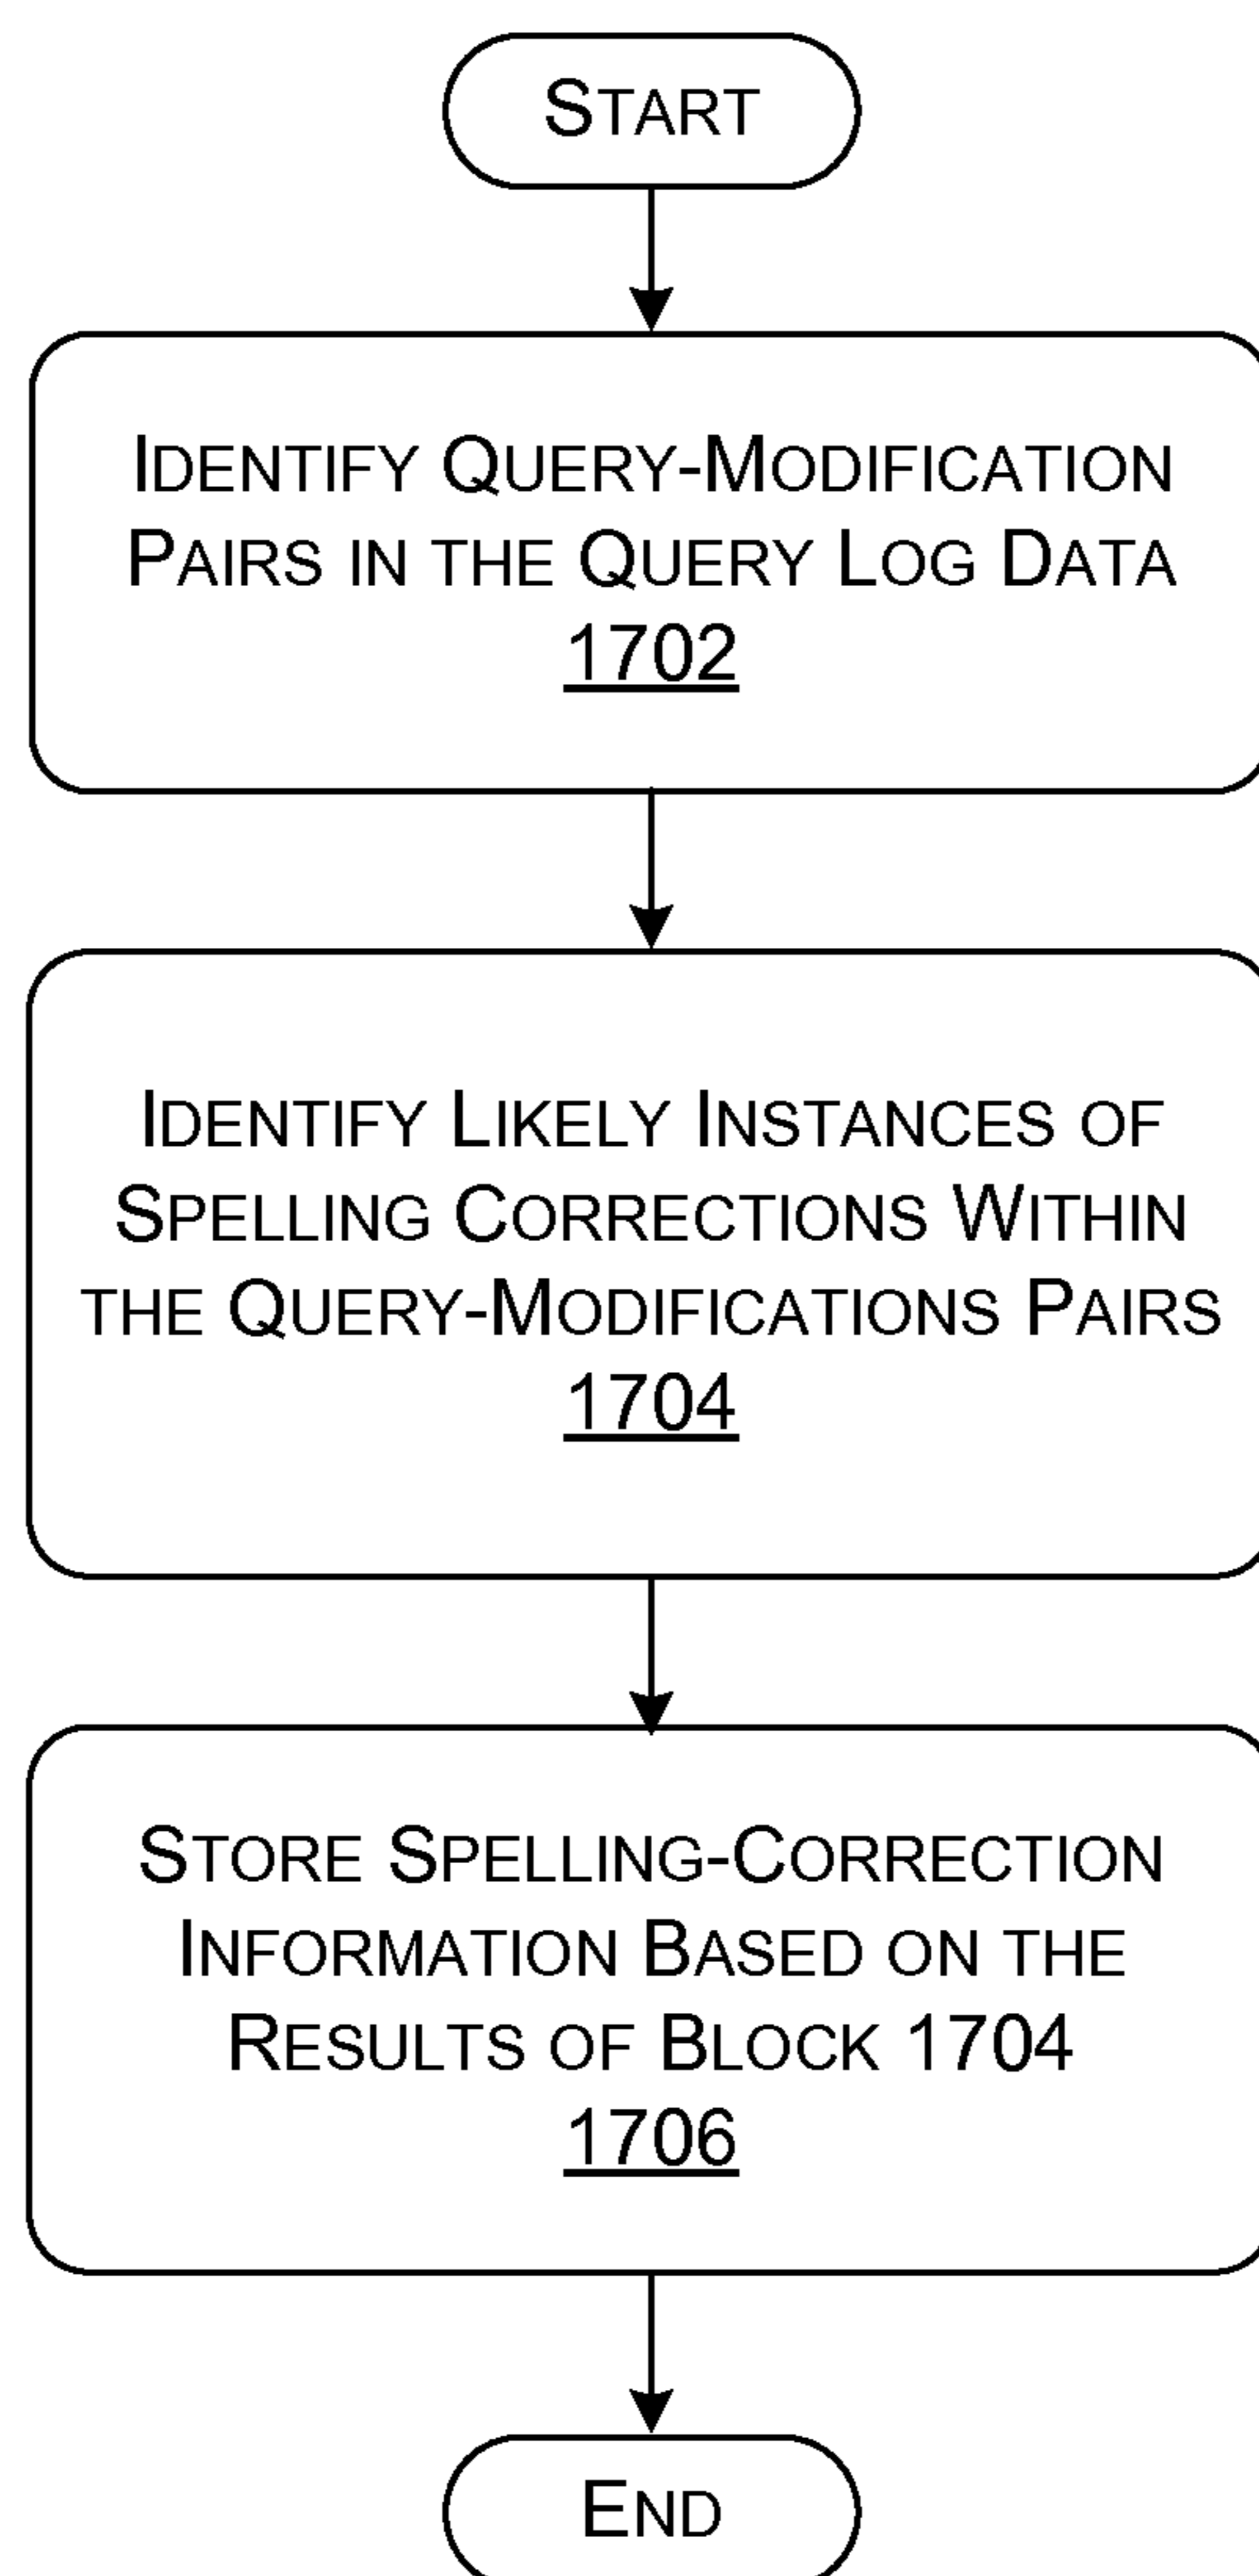 START
IDENTIFY QUERY-MODIFICATION
PAIRS IN THE QUERY LOG DATA
1702
IDENTIFY LIKELY INSTANCES OF
SPELLING CORRECTIONS WITHIN
THE QUERY-MODIFICATIONS PAIRS
1704
STORE SPELLING-CORRECTION
INFORMATION BASED ON THE
RESULTS OF BLOCK 1704
1706
END